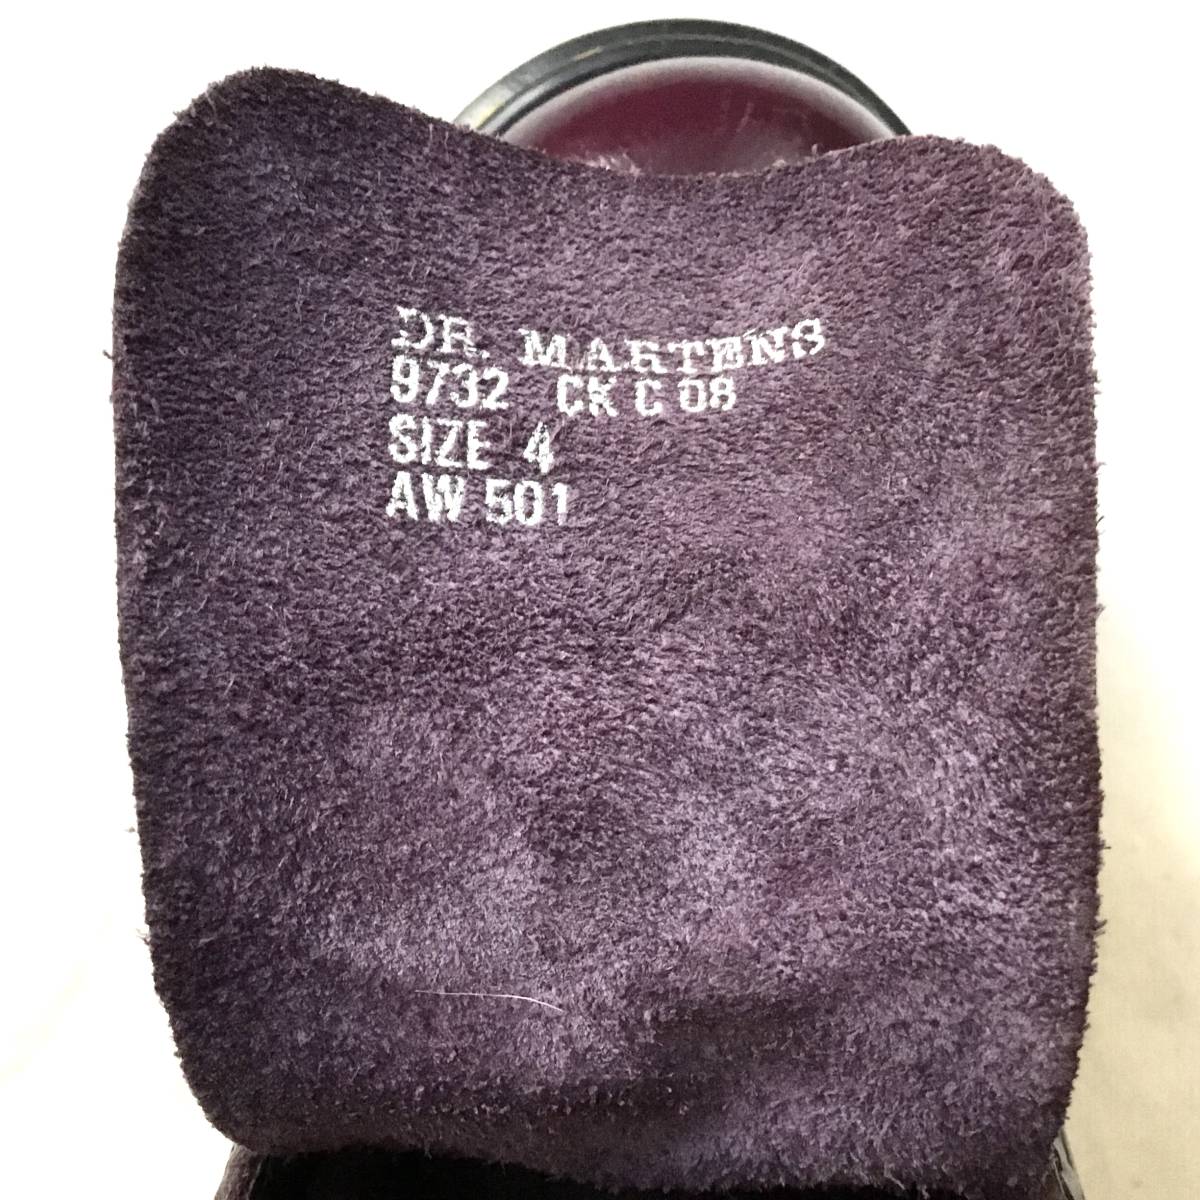 DR. MARTENS
9732 CK C 08
SIZE 4
AW 501